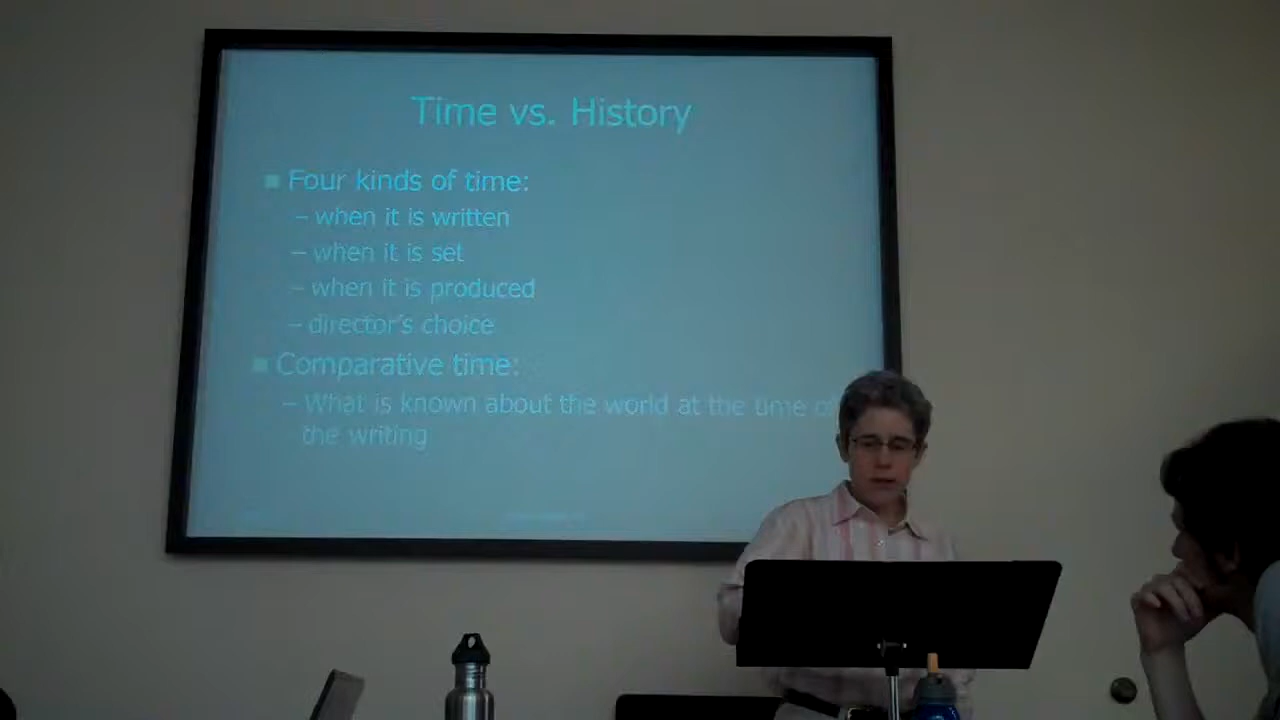 Time vs. History
Four kinds of time:
– when it is written
– when it is set
– when it is produced
– director's choice
Comparative time:
– What is known about the world at the time of
the writing